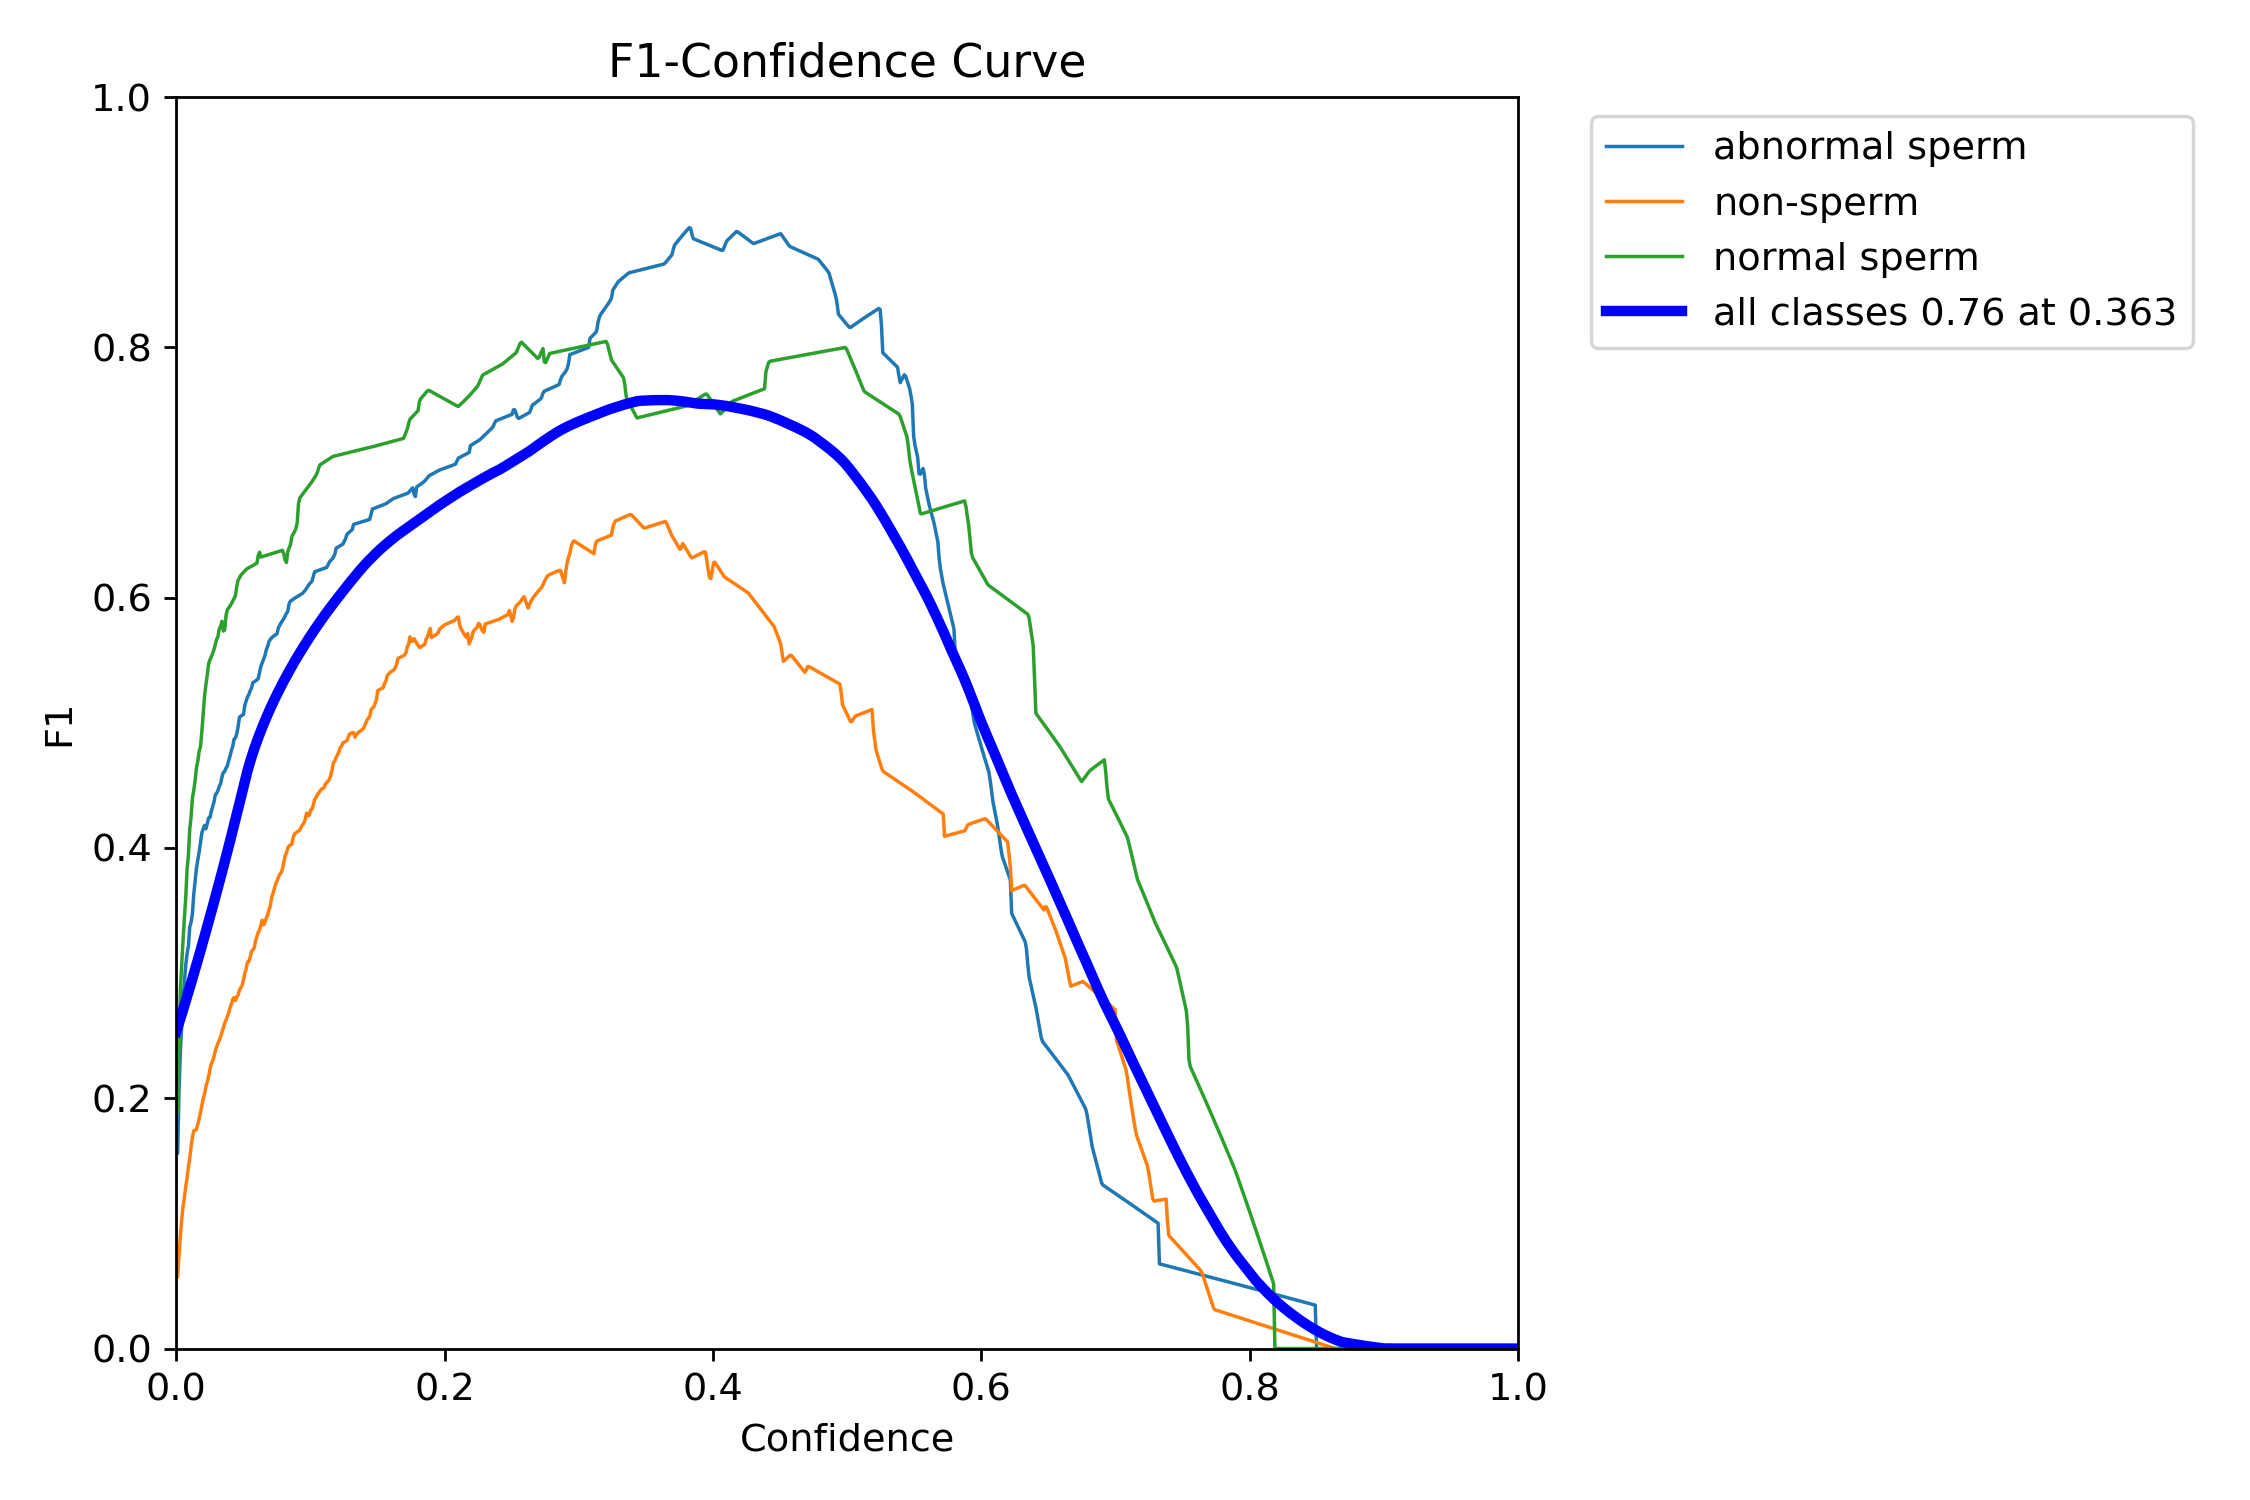 F1-Confidence Curve
abnormal sperm
non-sperm
normal sperm
all classes 0.76 at 0.363
F1
1.0
0.8
0.6
0.4
0.2
0.0
0.0 0.2 0.4 0.6 0.8 1.0
Confidence